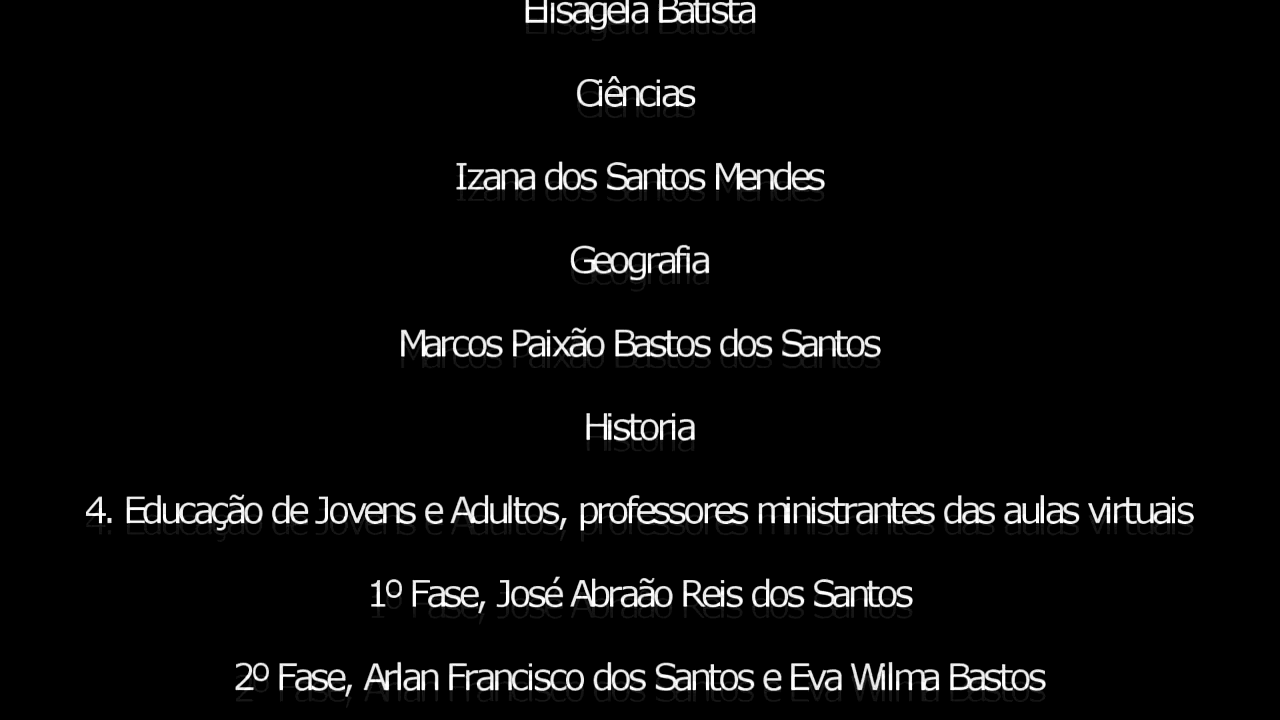 Elisagela Batista
Ciências
Izana dos Santos Mendes
Geografia
Marcos Paixão Bastos dos Santos
Historia
4. Educação de Jovens e Adultos, professores ministrantes das aulas virtuais
1º Fase, José Abraão Reis dos Santos
2º Fase, Arlan Francisco dos Santos e Eva Wilma Bastos